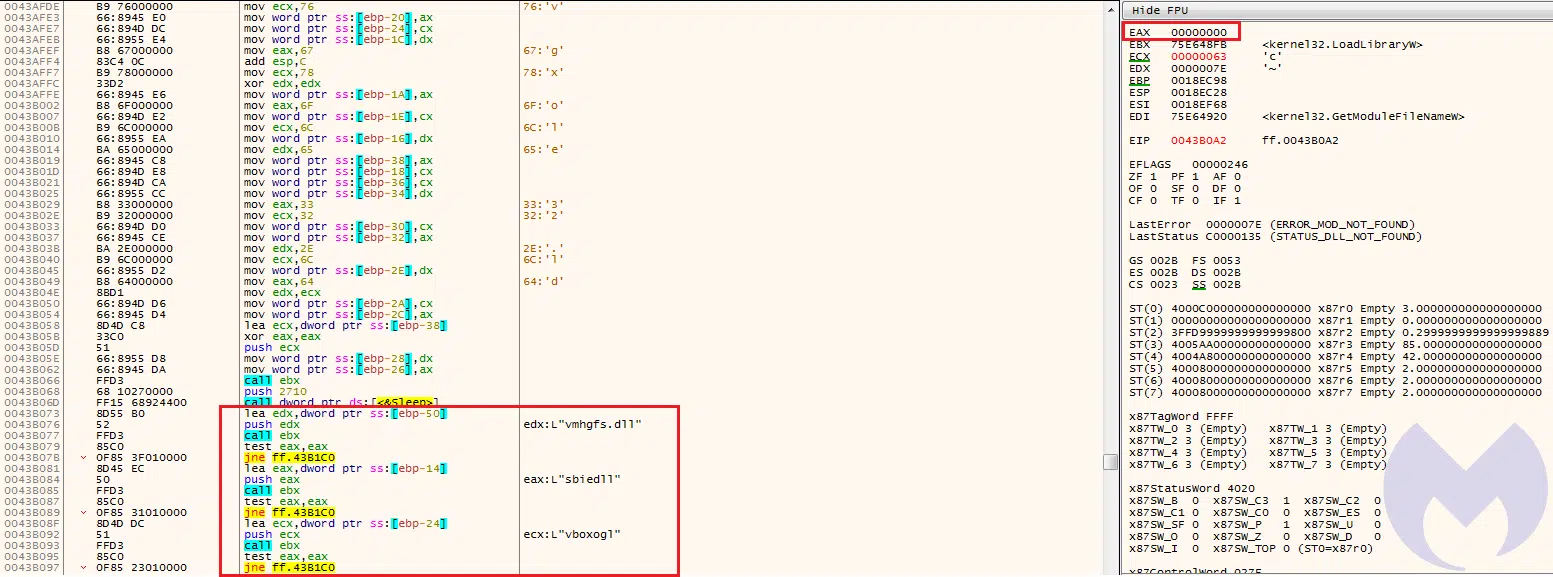 0043AFDE B9 76000000 mov ecx,76 76:'v'
0043AFE3 66:8945 E0 mov word ptr ss:[ebp-20],ax
0043AFE7 66:894D DC mov word ptr ss:[ebp-24],cx
0043AFEB 66:8955 E4 mov word ptr ss:[ebp-1C],dx
0043AFEF B8 67000000 mov eax,67 67:'g'
0043AFF4 83C4 0C add esp,C
0043AFF7 B9 78000000 mov ecx,78 78:'x'
0043AFFC 33D2 xor edx,edx
0043AFFE 66:8945 E6 mov word ptr ss:[ebp-1A],ax
0043B002 B8 6F000000 mov eax,6F 6F:'o'
0043B007 66:894D E2 mov word ptr ss:[ebp-1E],cx
0043B00B B9 6C000000 mov ecx,6C 6C:'l'
0043B010 66:8955 EA mov word ptr ss:[ebp-16],dx
0043B014 BA 65000000 mov edx,65 65:'e'
0043B019 66:8945 C8 mov word ptr ss:[ebp-38],ax
0043B01D 66:894D E8 mov word ptr ss:[ebp-18],cx
0043B021 66:894D CA mov word ptr ss:[ebp-36],cx
0043B025 66:8955 CC mov word ptr ss:[ebp-34],dx
0043B029 B8 33000000 mov eax,33 33:'3'
0043B02E B9 32000000 mov ecx,32 32:'2'
0043B033 66:894D D0 mov word ptr ss:[ebp-30],cx
0043B037 66:8945 CE mov word ptr ss:[ebp-32],ax
0043B03B BA 2E000000 mov edx,2E 2E:'.'
0043B040 B9 6C000000 mov ecx,6C 6C:'l'
0043B045 66:8955 D2 mov word ptr ss:[ebp-2E],dx
0043B049 B8 64000000 mov eax,64 64:'d'
0043B04E 8BD1 mov edx,ecx
0043B050 66:894D D6 mov word ptr ss:[ebp-2A],cx
0043B054 66:8945 D4 mov word ptr ss:[ebp-2C],ax
0043B058 8D4D C8 lea ecx,dword ptr ss:[ebp-38]
0043B05B 33C0 xor eax,eax
0043B05D 51 push ecx
0043B05E 66:8955 D8 mov word ptr ss:[ebp-28],dx
0043B062 66:8945 DA mov word ptr ss:[ebp-26],ax
0043B066 FFD3 call ebx
0043B068 68 10270000 push 2710
0043B06D FF15 68924400 call dword ptr ds:[<&Sleep>]
0043B073 8D55 B0 lea edx,dword ptr ss:[ebp-50]
0043B076 52 push edx edx:L"vmhgfs.dll"
0043B077 FFD3 call ebx
0043B079 85C0 test eax,eax
0043B07B 0F85 3F010000 jne ff.43B1C0
0043B081 8D45 EC lea eax,dword ptr ss:[ebp-14]
0043B084 50 push eax eax:L"sbiedll"
0043B085 FFD3 call ebx
0043B087 85C0 test eax,eax
0043B089 0F85 31010000 jne ff.43B1C0
0043B08F 8D4D DC lea ecx,dword ptr ss:[ebp-24]
0043B092 51 push ecx ecx:L"vboxogl"
0043B093 FFD3 call ebx
0043B095 85C0 test eax,eax
0043B097 0F85 23010000 jne ff.43B1C0
Hide FPU
EAX 00000000
EBX 75E648FB <kernel32.LoadLibraryW>
ECX 00000063 'c'
EDX 0000007E '~'
EBP 0018EC98
ESP 0018EC28
ESI 0018EF68
EDI 75E64920 <kernel32.GetModuleFileNameW>
EIP 0043B0A2 ff.0043B0A2
EFLAGS 00000246
ZF 1 PF 1 AF 0
OF 0 SF 0 DF 0
CF 0 TF 0 IF 1
LastError 0000007E (ERROR_MOD_NOT_FOUND)
LastStatus C0000135 (STATUS_DLL_NOT_FOUND)
GS 002B FS 0053
ES 002B DS 002B
CS 0023 SS 002B
ST(0) 4000C000000000000000 x87r0 Empty 3.000000000000000000
ST(1) 00000000000000000000 x87r1 Empty 0.000000000000000000
ST(2) 3FFD9999999999999800 x87r2 Empty 0.2999999999999999889
ST(3) 4005AA00000000000000 x87r3 Empty 85.00000000000000000
ST(4) 4004A800000000000000 x87r4 Empty 42.00000000000000000
ST(5) 40008000000000000000 x87r5 Empty 2.000000000000000000
ST(6) 40008000000000000000 x87r6 Empty 2.000000000000000000
ST(7) 40008000000000000000 x87r7 Empty 2.000000000000000000
x87TagWord FFFF
x87TW_0 3 (Empty) x87TW_1 3 (Empty)
x87TW_2 3 (Empty) x87TW_3 3 (Empty)
x87TW_4 3 (Empty) x87TW_5 3 (Empty)
x87TW_6 3 (Empty) x87TW_7 3 (Empty)
x87StatusWord 4020
x87SW_B 0 x87SW_C3 1 x87SW_C2 0
x87SW_C1 0 x87SW_C0 0 x87SW_ES 0
x87SW_SF 0 x87SW_P 1 x87SW_U 0
x87SW_O 0 x87SW_Z 0 x87SW_D 0
x87SW_I 0 x87SW_TOP 0 (ST0=x87r0)
x87ControlWord 027F